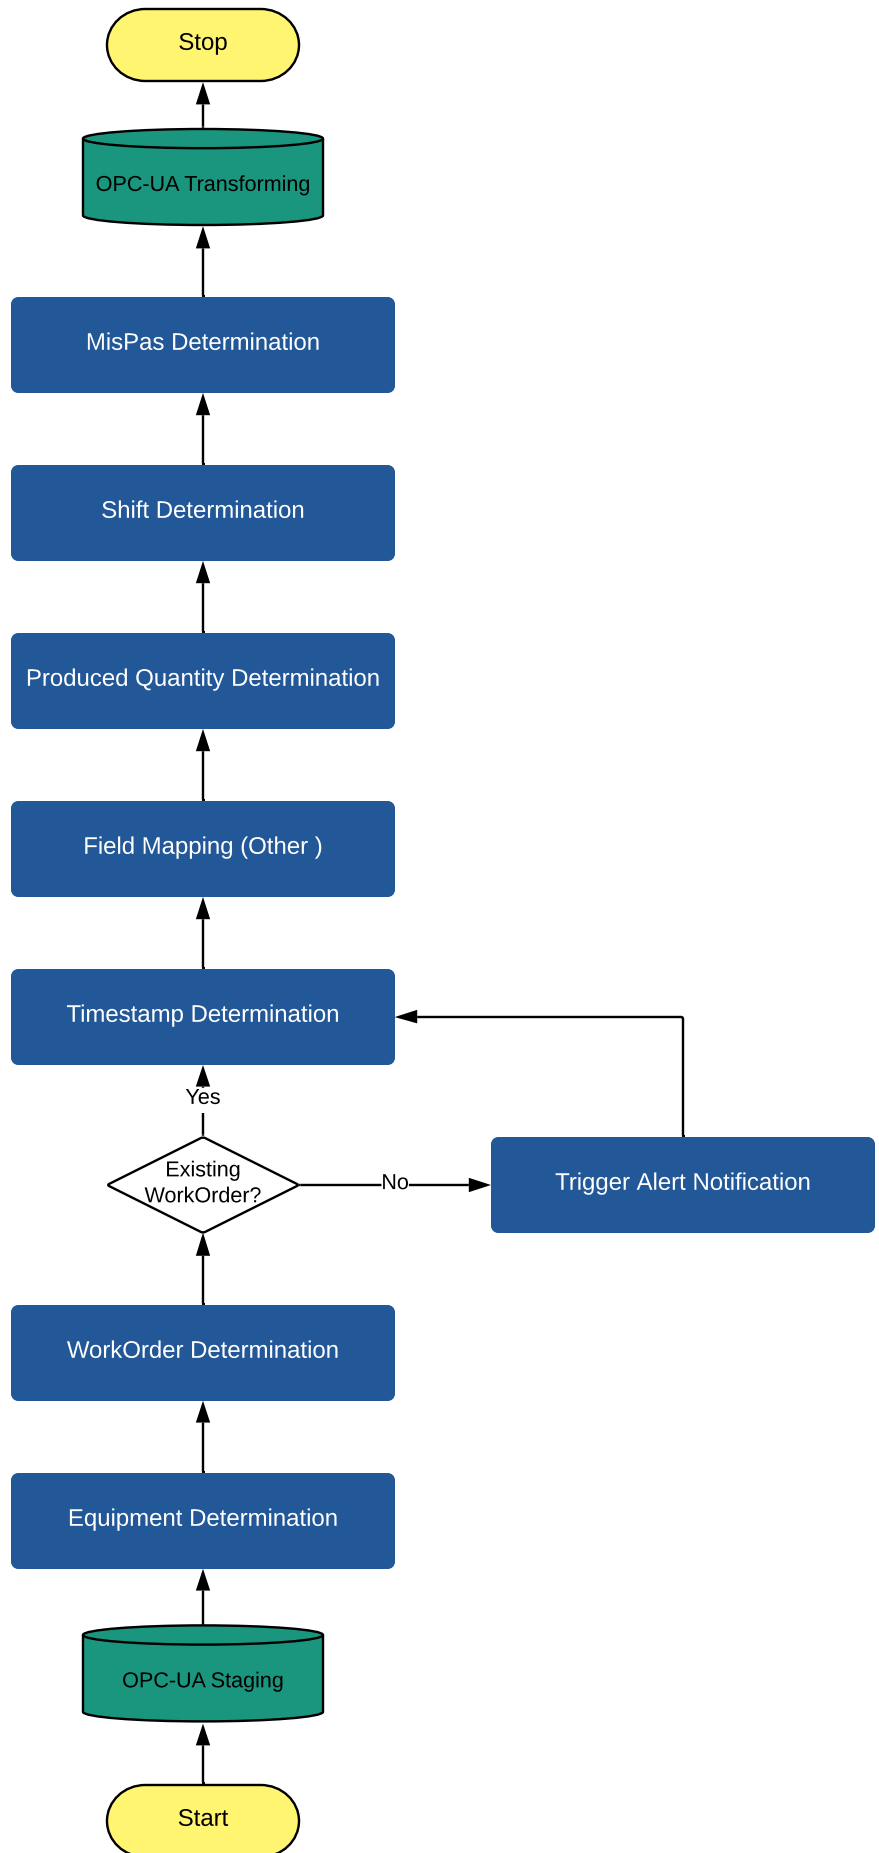 Stop
OPC-UA Transforming
MisPas Determination
Shift Determination
Produced Quantity Determination
Field Mapping (Other )
Timestamp Determination
Yes
Existing
WorkOrder?
No
Trigger Alert Notification
WorkOrder Determination
Equipment Determination
OPC-UA Staging
Start